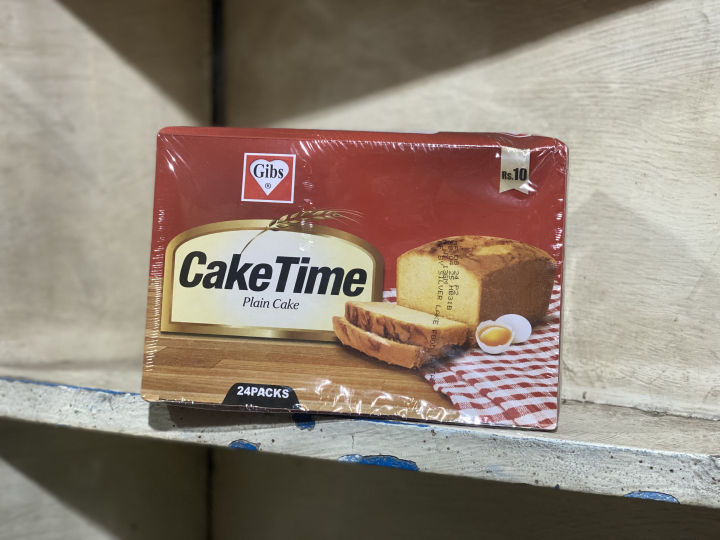 Gibs
®
Rs.10
CakeTime
Plain Cake
24PACKS